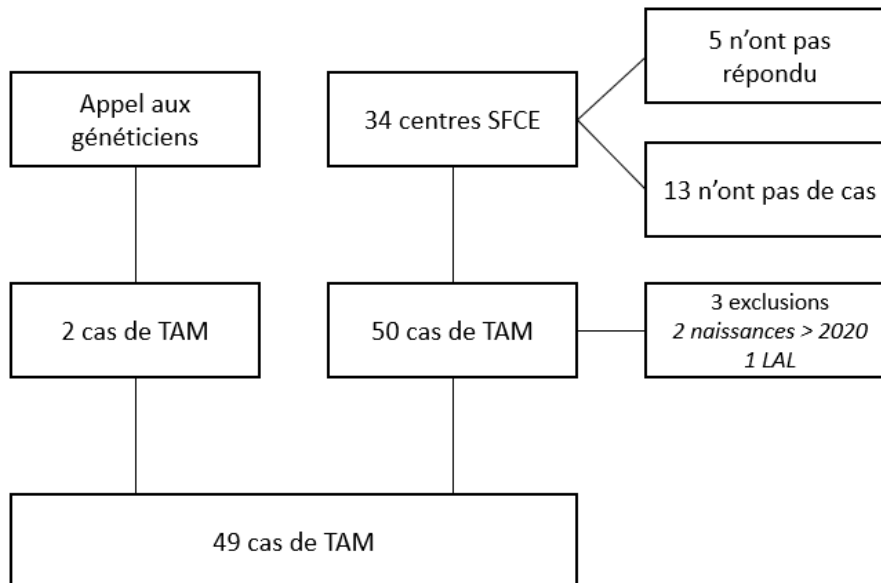 5 n'ont pas
répondu
Appel aux
généticiens
34 centres SFCE
13 n'ont pas de cas
2 cas de TAM
50 cas de TAM
3 exclusions
2 naissances > 2020
1 LAL
49 cas de TAM